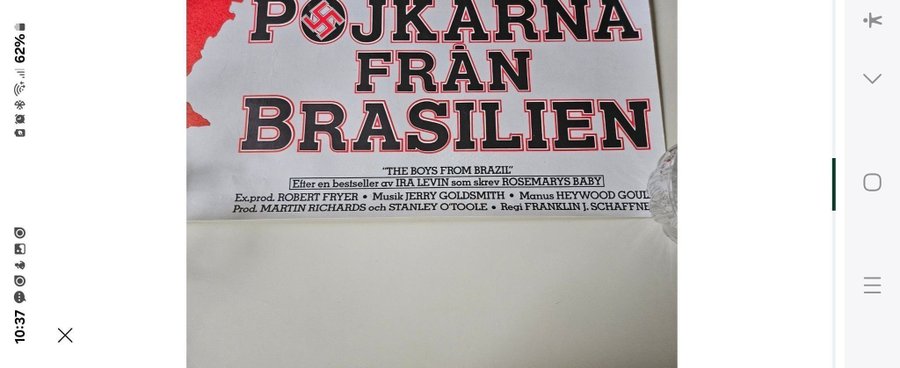 POJKARNA
FRÅN
BRASILIEN
"THE BOYS FROM BRAZIL"
Efter en bestseller av IRA LEVIN som skrev ROSEMARYS BABY
Ex.prod. ROBERT FRYER • Musik JERRY GOLDSMITH • Manus HEYWOOD GOUL
Prod. MARTIN RICHARDS och STANLEY O'TOOLE • Regi FRANKLIN J. SCHAFFNE
62%
10:37